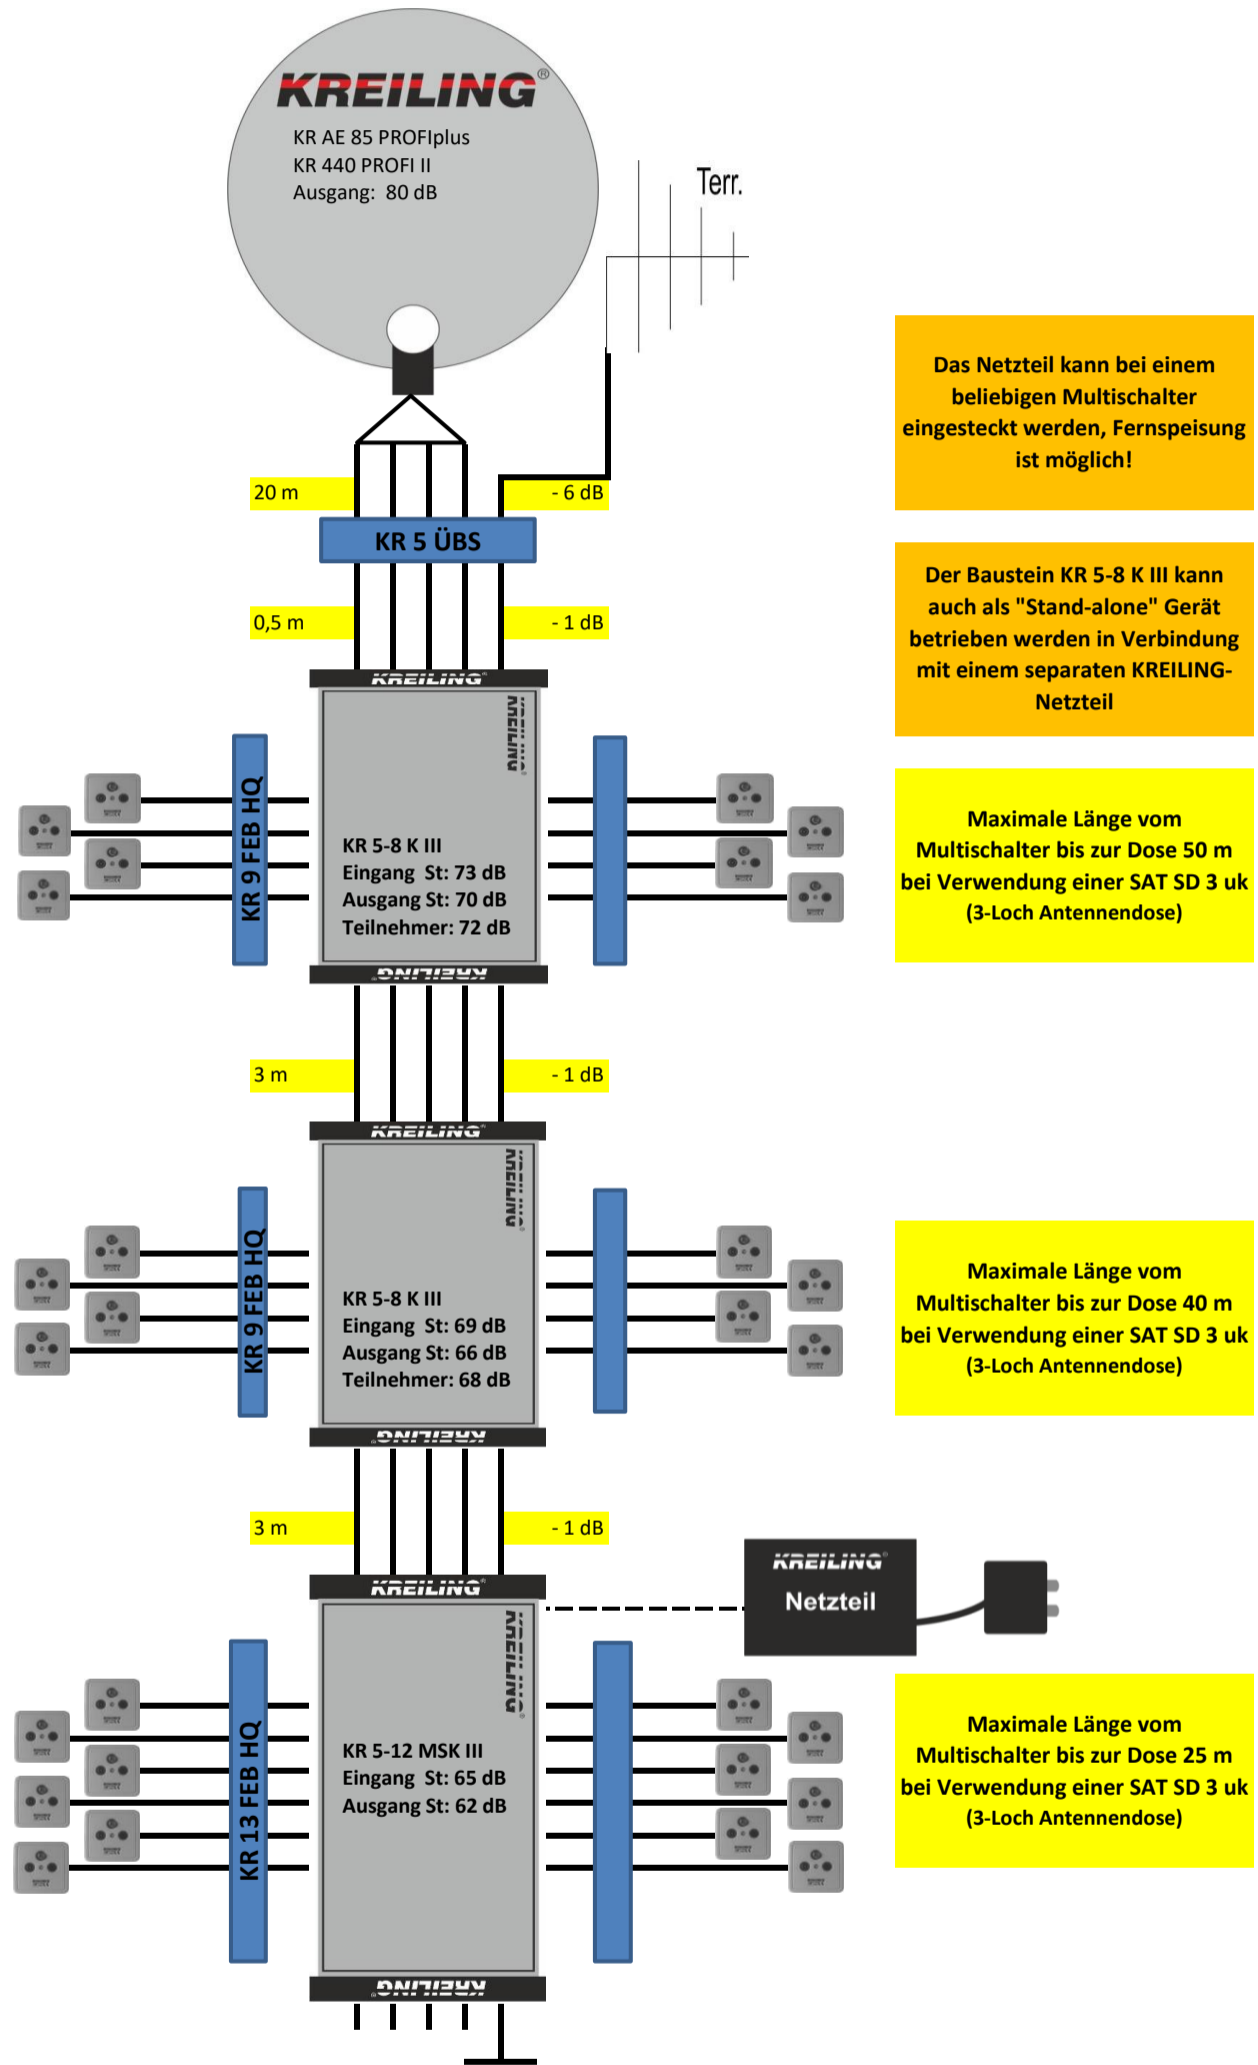 KREILING®
KR AE 85 PROFIplus
KR 440 PROFI II
Ausgang: 80 dB
Terr.
Das Netzteil kann bei einem
beliebigen Multischalter
eingesteckt werden, Fernspeisung
ist möglich!
20 m
- 6 dB
KR 5 ÜBS
Der Baustein KR 5-8 K III kann
auch als "Stand-alone" Gerät
betrieben werden in Verbindung
mit einem separaten KREILING-
Netzteil
0,5 m
- 1 dB
KREILING®
KREILING®
KR 9 FEB HQ
KR 5-8 K III
Eingang St: 73 dB
Ausgang St: 70 dB
Teilnehmer: 72 dB
KREILING®
Maximale Länge vom
Multischalter bis zur Dose 50 m
bei Verwendung einer SAT SD 3 uk
(3-Loch Antennendose)
3 m
- 1 dB
KREILING®
KREILING®
KR 9 FEB HQ
KR 5-8 K III
Eingang St: 69 dB
Ausgang St: 66 dB
Teilnehmer: 68 dB
KREILING®
Maximale Länge vom
Multischalter bis zur Dose 40 m
bei Verwendung einer SAT SD 3 uk
(3-Loch Antennendose)
3 m
- 1 dB
KREILING®
Netzteil
KREILING®
KREILING®
KR 13 FEB HQ
KR 5-12 MSK III
Eingang St: 65 dB
Ausgang St: 62 dB
KREILING®
Maximale Länge vom
Multischalter bis zur Dose 25 m
bei Verwendung einer SAT SD 3 uk
(3-Loch Antennendose)